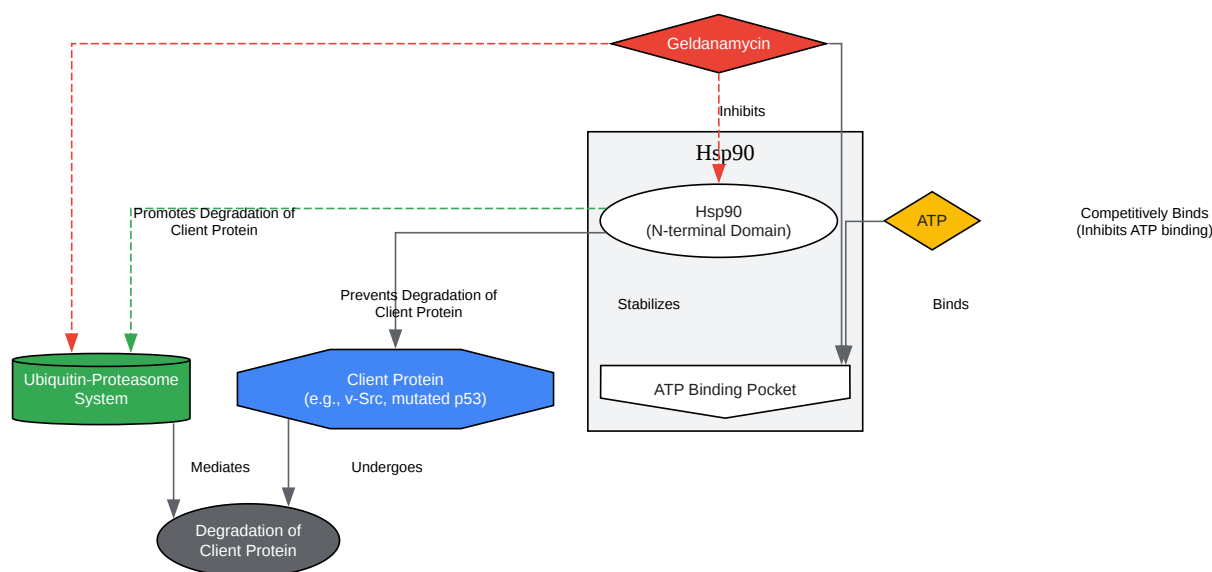 Geldanamycin
Inhibits
Hsp90
Hsp90
(N-terminal Domain)
ATP
Competitively Binds
(Inhibits ATP binding)
Promotes Degradation of
Client Protein
Prevents Degradation of
Client Protein
Stabilizes
Binds
Ubiquitin-Proteasome
System
Client Protein
(e.g., v-Src, mutated p53)
ATP Binding Pocket
Mediates
Undergoes
Degradation of
Client Protein